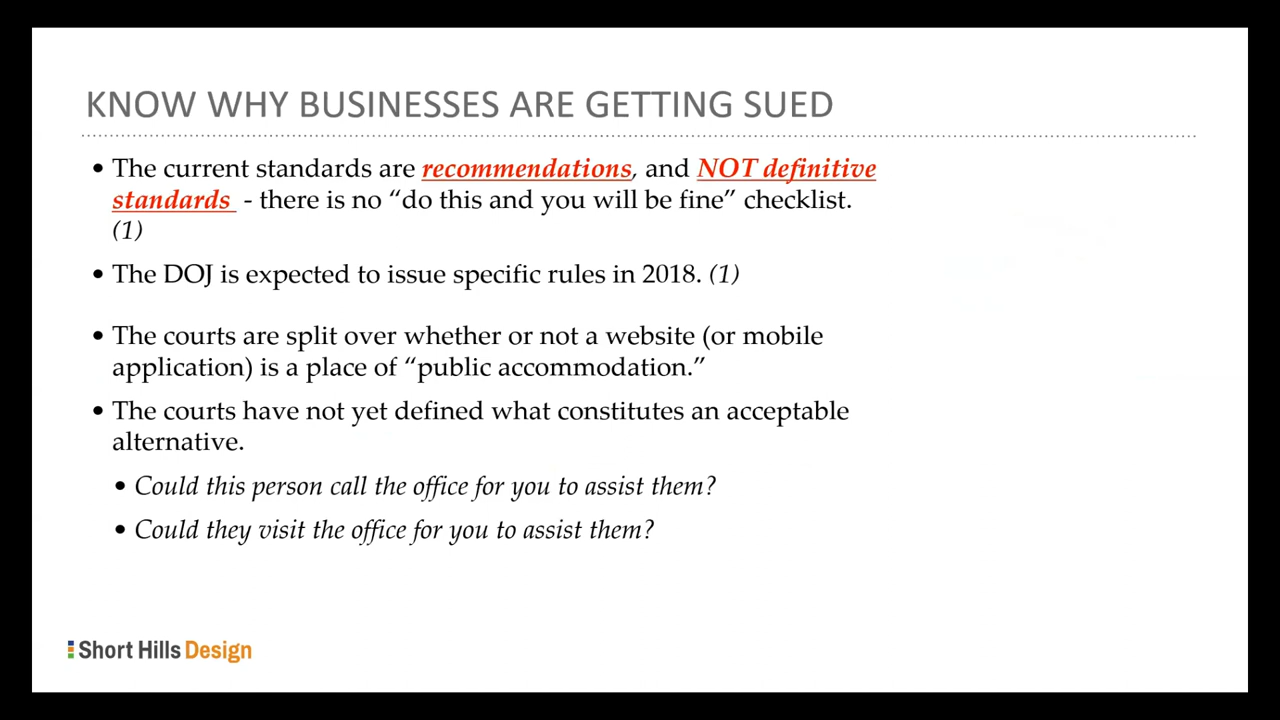 KNOW WHY BUSINESSES ARE GETTING SUED
• The current standards are recommendations, and NOT definitive
standards - there is no “do this and you will be fine” checklist.
(1)
• The DOJ is expected to issue specific rules in 2018. (1)
• The courts are split over whether or not a website (or mobile
application) is a place of “public accommodation.”
• The courts have not yet defined what constitutes an acceptable
alternative.
• Could this person call the office for you to assist them?
• Could they visit the office for you to assist them?
Short Hills Design